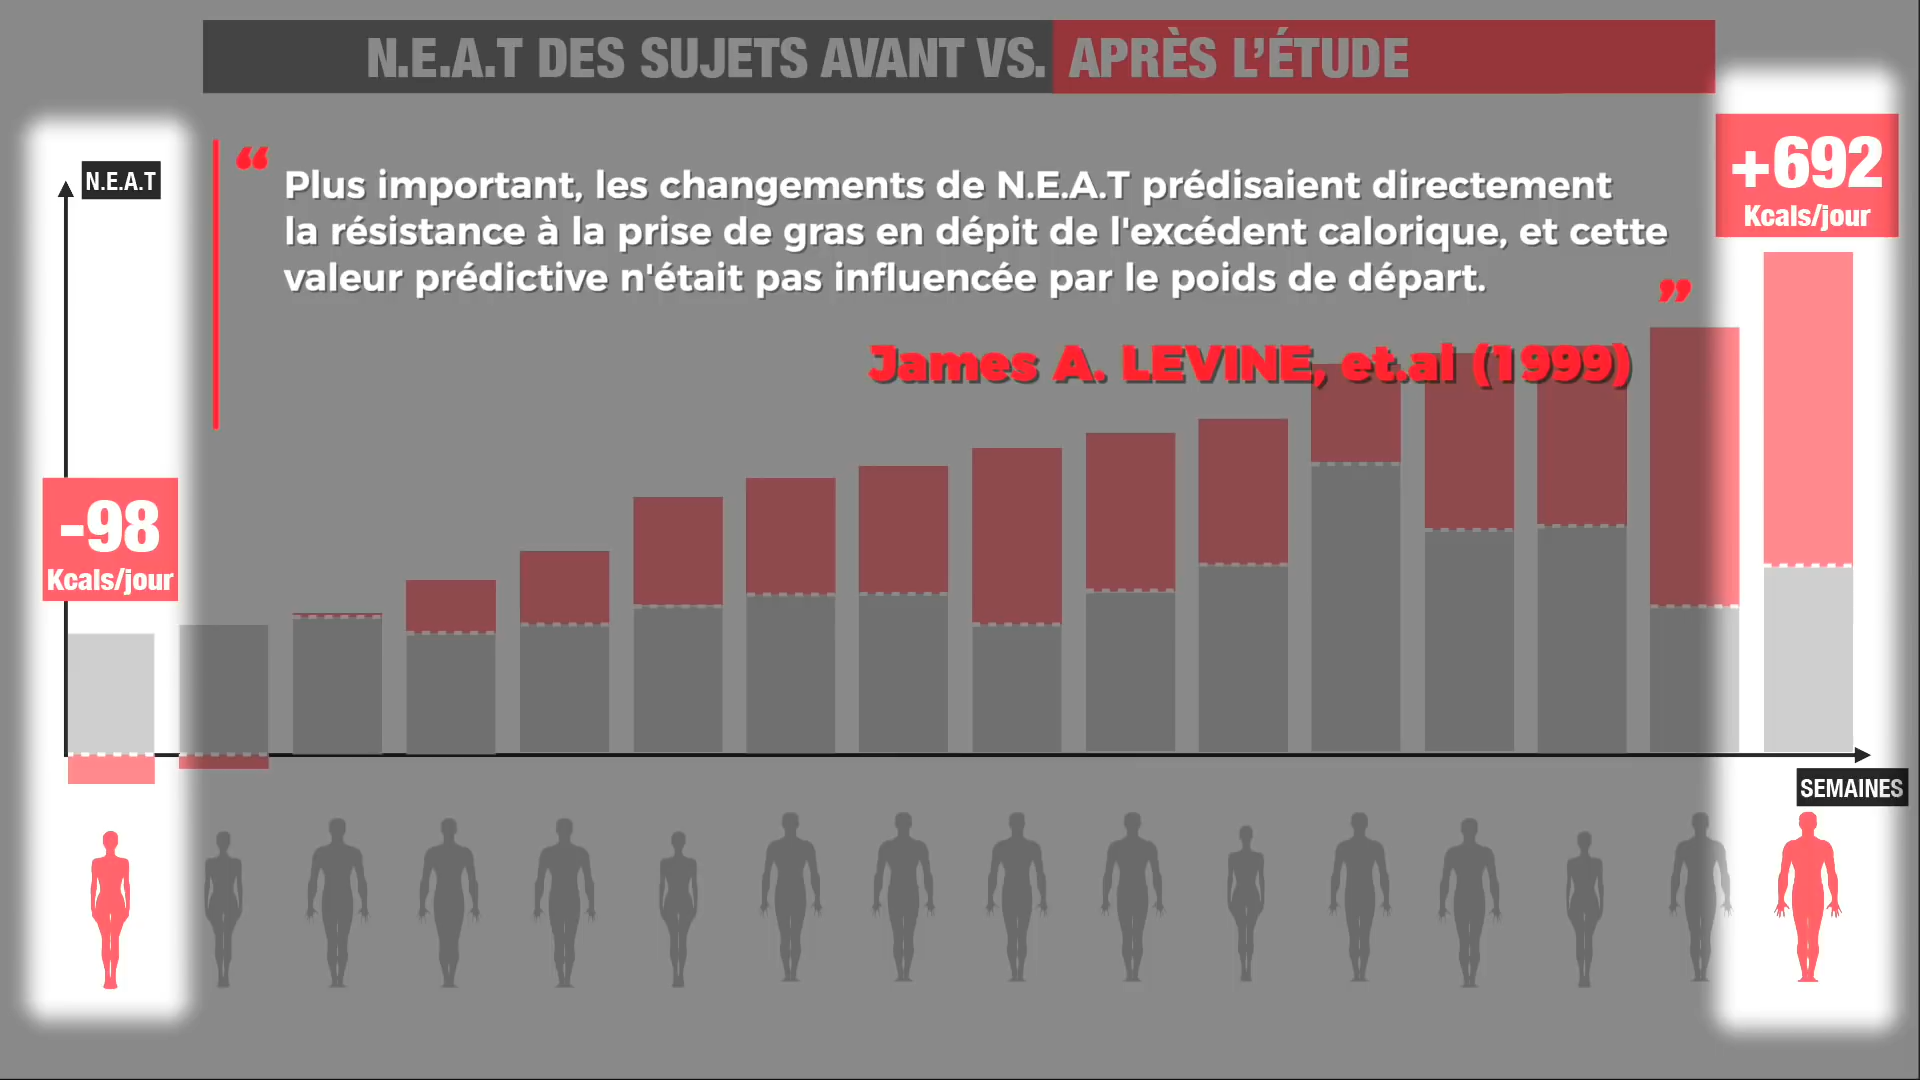 N.E.A.T DES SUJETS AVANT VS. APRÈS L'ÉTUDE
N.E.A.T
“
Plus important, les changements de N.E.A.T prédisaient directement
la résistance à la prise de gras en dépit de l'excédent calorique, et cette
valeur prédictive n'était pas influencée par le poids de départ.
”
James A. LEVINE, et.al (1999)
+692
Kcals/jour
-98
Kcals/jour
SEMAINES